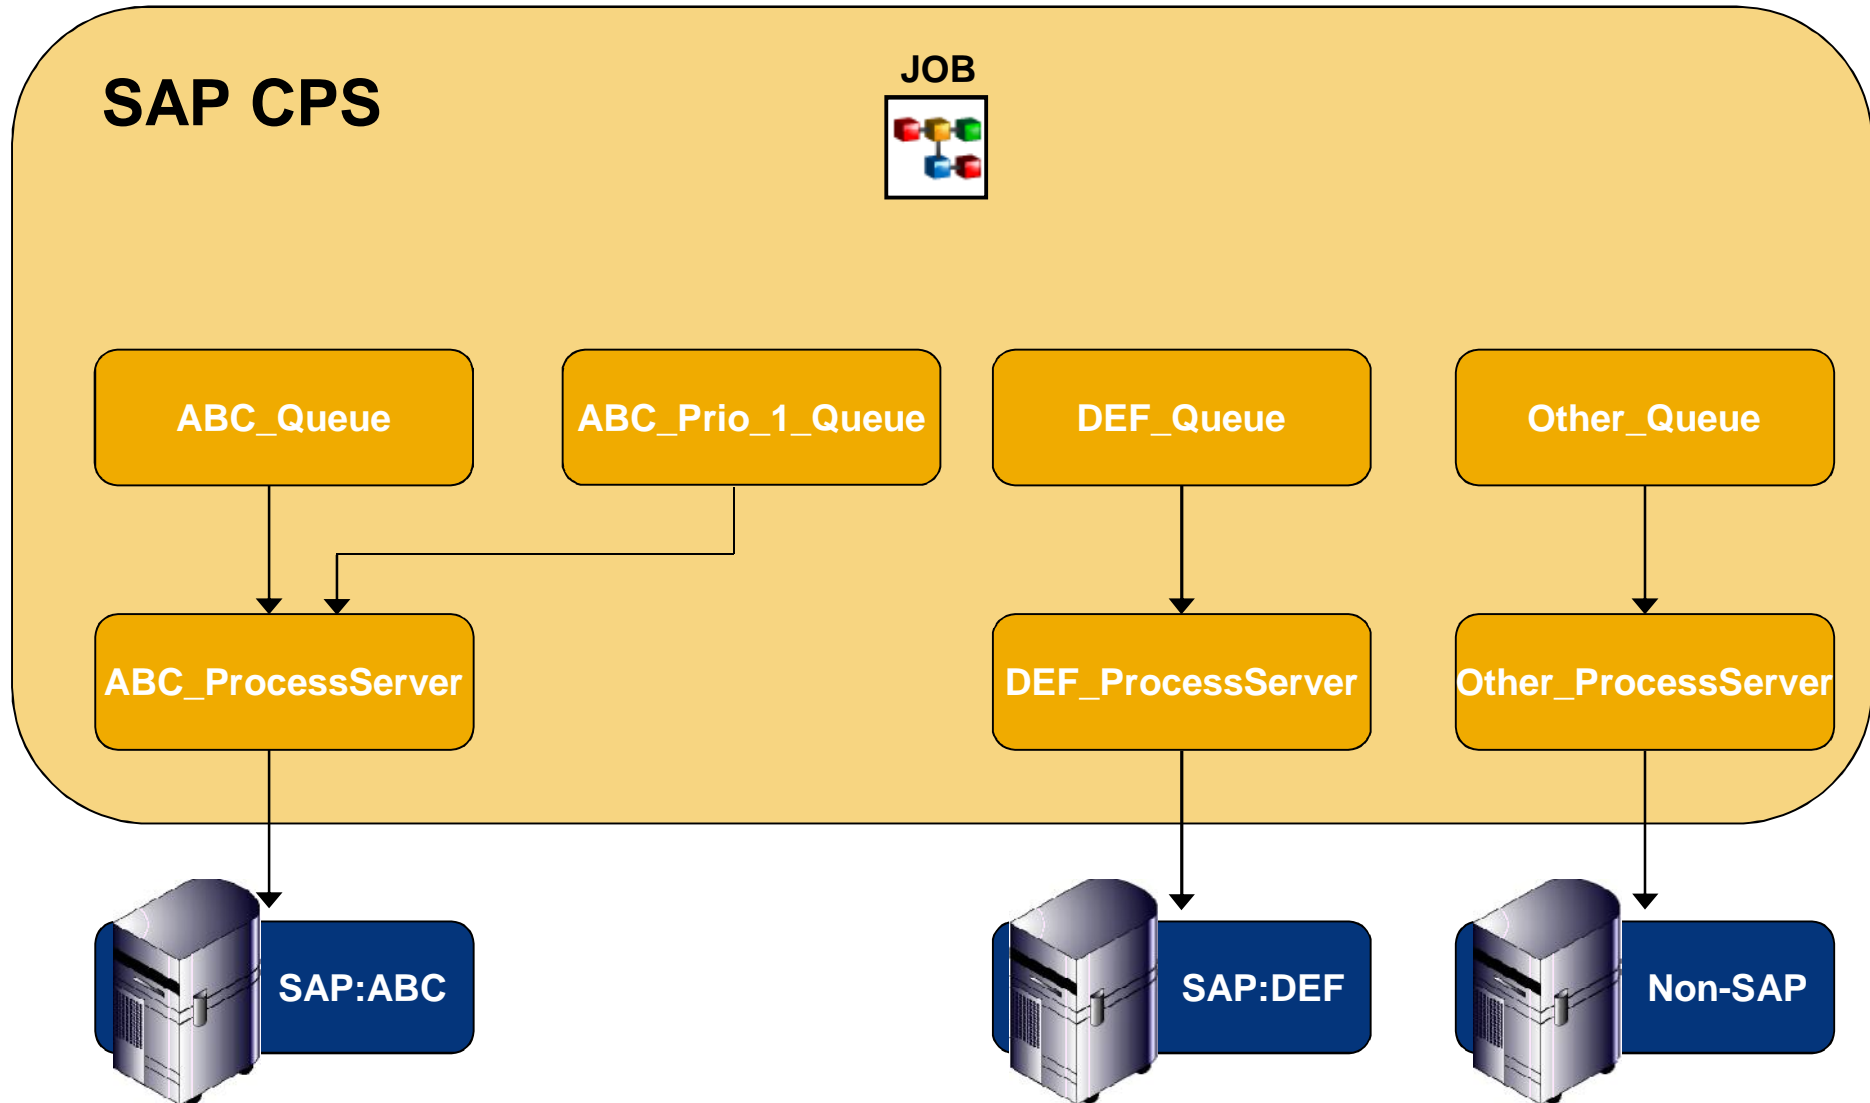 SAP CPS
JOB
ABC_Queue
ABC_Prio_1_Queue
DEF_Queue
Other_Queue
ABC_ProcessServer
DEF_ProcessServer
Other_ProcessServer
SAP:ABC
SAP:DEF
Non-SAP